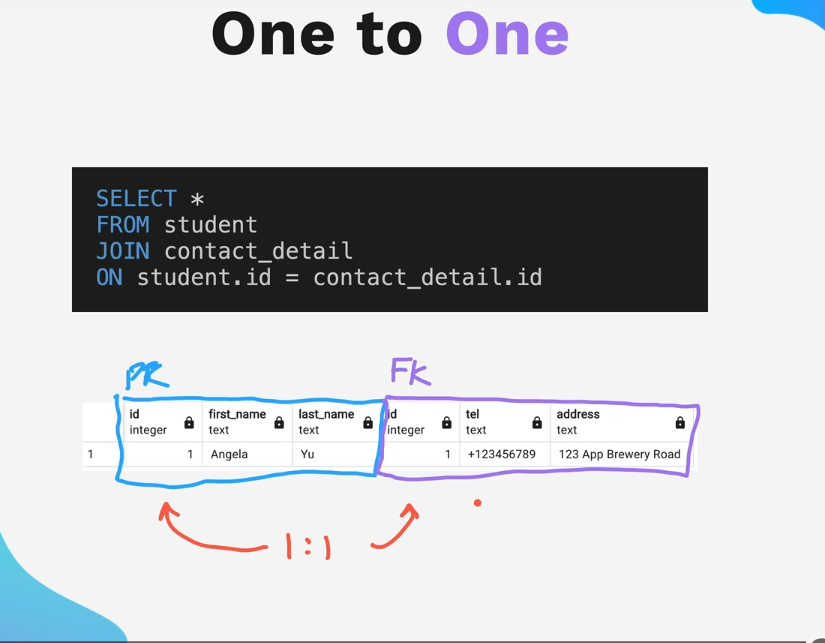 One to One
SELECT *
FROM student
JOIN contact_detail
ON student.id = contact_detail.id
PK FK
id first_name last_name id tel address
integer text text integer text text
1 1 Angela Yu 1 +123456789 123 App Brewery Road
1:1